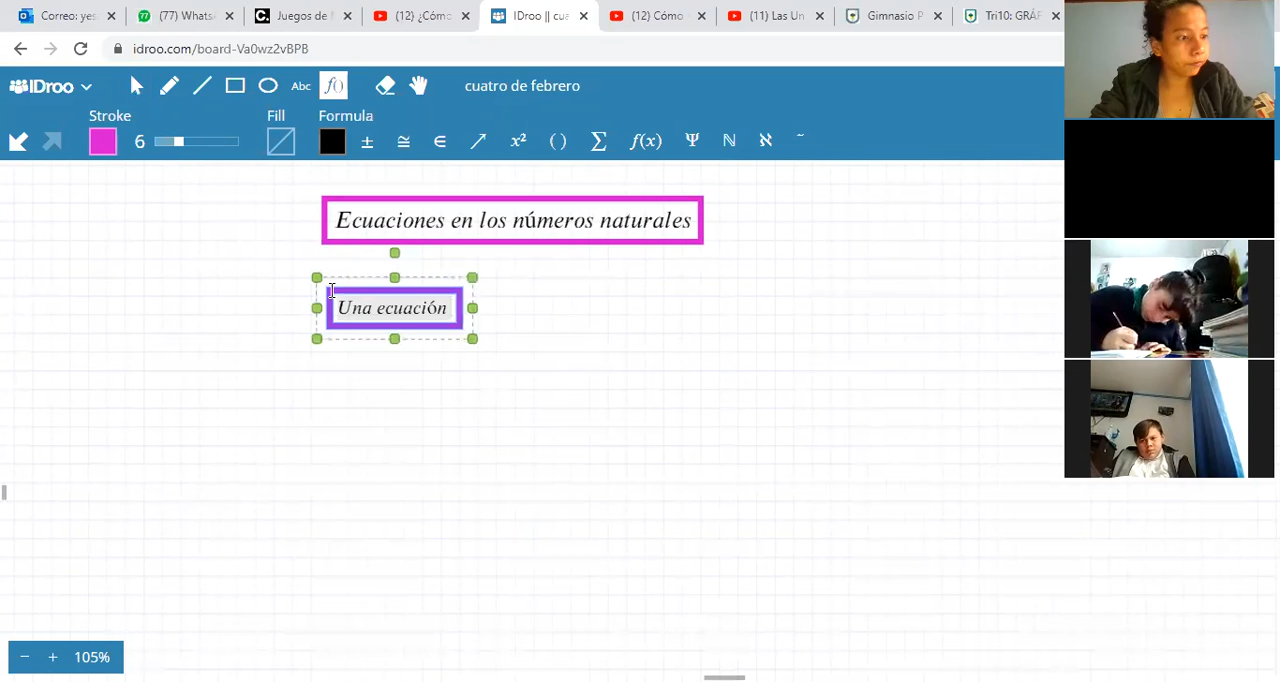 Correo: yes
(77) Whats
Juegos de
(12) ¿Cómo
IDroo || cua
(12) Cómo
(11) Las Un
Gimnasio P
Tri10: GRÁF
idroo.com/board-Va0wz2vBPB
IDroo
Abc
f()
cuatro de febrero
Stroke
Fill
Formula
6
± ≅ ∈ x² ( ) ∑ f(x) Ψ ℕ ℵ ~
Ecuaciones en los números naturales
Una ecuación
− + 105%